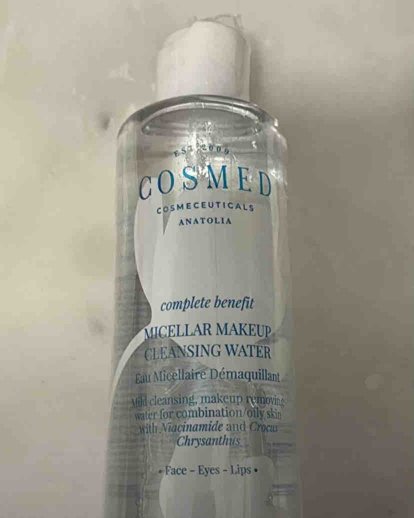 EST. 2009
COSMED
COSMECEUTICALS
ANATOLIA
complete benefit
MICELLAR MAKEUP
CLEANSING WATER
Eau Micellaire Démaquillant
Mild cleansing, makeup removing
water for combination/oily skin
with Niacinamide and Crocus
Chrysanthus
• Face – Eyes – Lips •